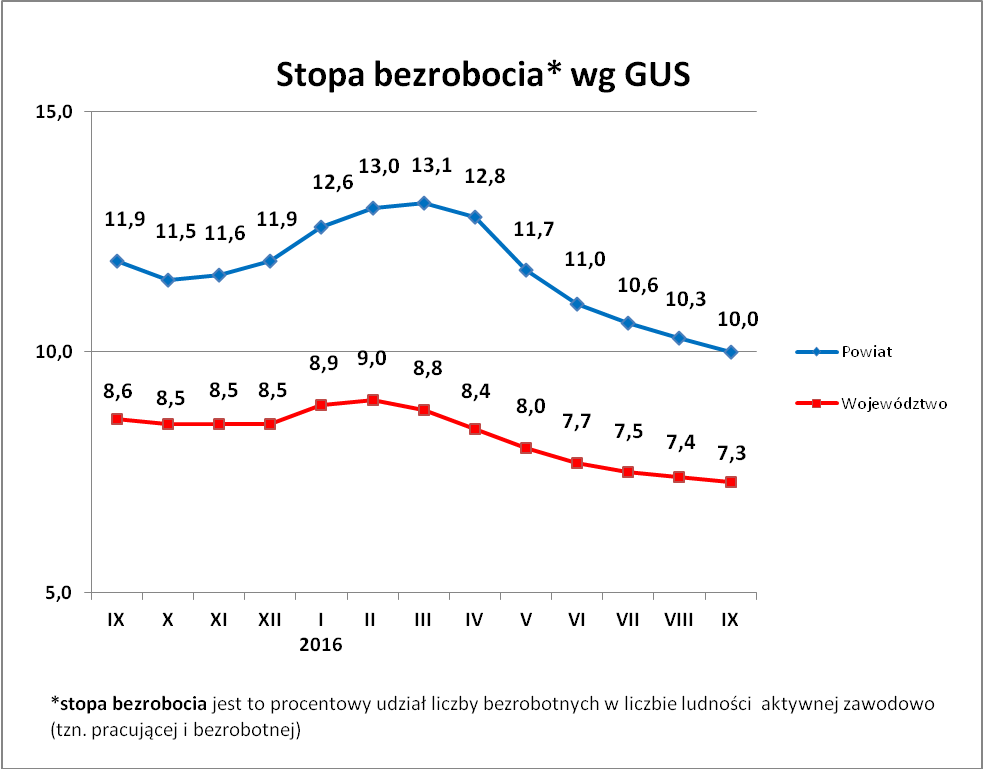 Stopa bezrobocia* wg GUS
15,0
13,0 13,1
12,6 12,8
11,9 11,5 11,6 11,9 11,7
11,0
10,6 10,3 10,0
10,0
Powiat
8,6 8,5 8,5 8,5 8,9 9,0 8,8 8,4 8,0 7,7 7,5 7,4 7,3
Województwo
5,0
IX X XI XII I II III IV V VI VII VIII IX
2016
*stopa bezrobocia jest to procentowy udział liczby bezrobotnych w liczbie ludności aktywnej zawodowo
(tzn. pracującej i bezrobotnej)